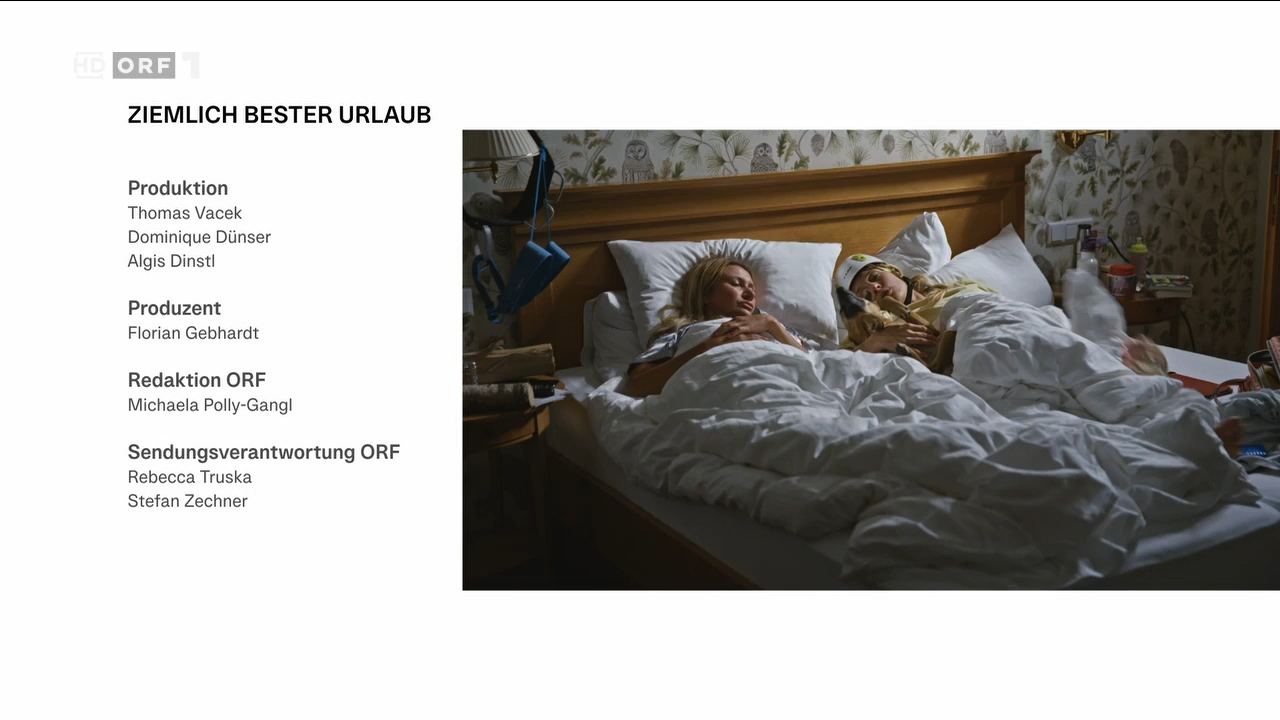 HD ORF 1
ZIEMLICH BESTER URLAUB
Produktion
Thomas Vacek
Dominique Dünser
Algis Dinstl
Produzent
Florian Gebhardt
Redaktion ORF
Michaela Polly-Gangl
Sendungsverantwortung ORF
Rebecca Truska
Stefan Zechner